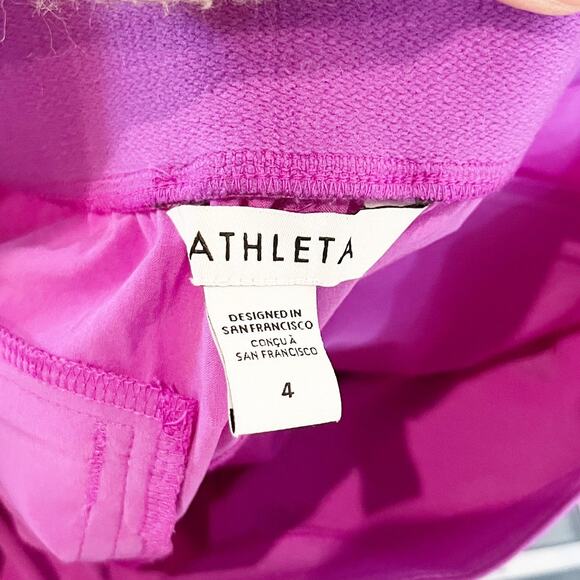 ATHLETA
DESIGNED IN
SAN FRANCISCO
CONÇU À
SAN FRANCISCO
4